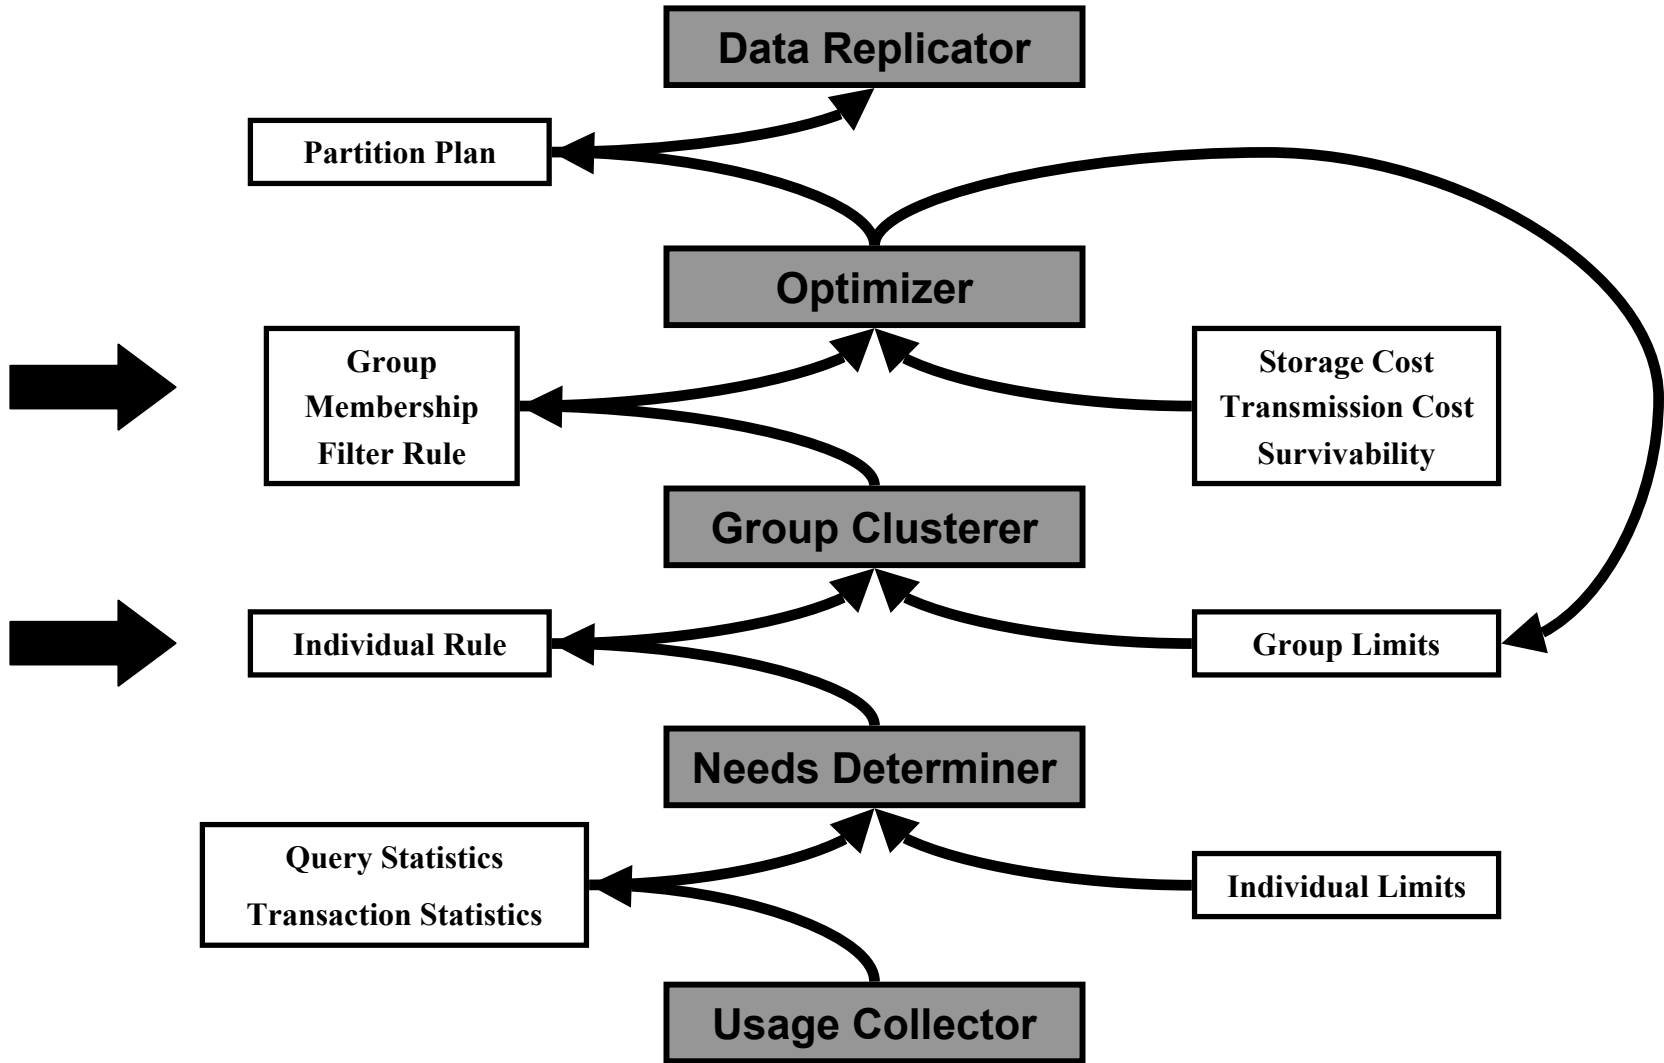 Data Replicator
Partition Plan
Optimizer
Group
Membership
Filter Rule
Storage Cost
Transmission Cost
Survivability
Group Clusterer
Individual Rule
Group Limits
Needs Determiner
Query Statistics
Transaction Statistics
Individual Limits
Usage Collector